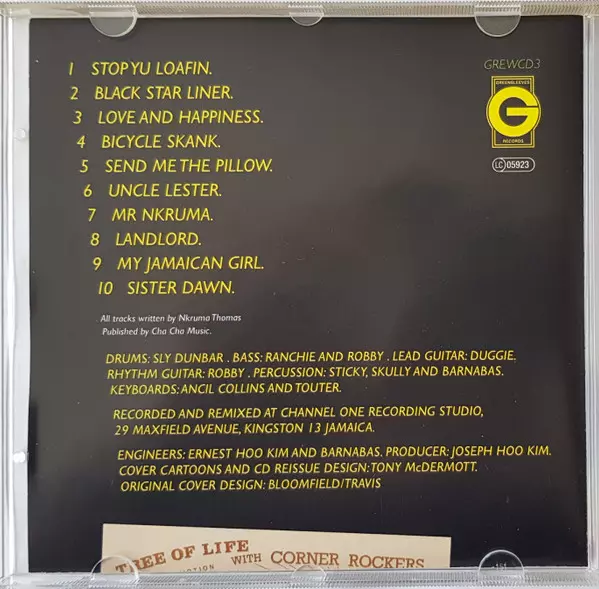 GREWCD3
GREENSLEEVES
G
RECORDS
LC 05923
1 STOP YU LOAFIN.
2 BLACK STAR LINER.
3 LOVE AND HAPPINESS.
4 BICYCLE SKANK.
5 SEND ME THE PILLOW.
6 UNCLE LESTER.
7 MR NKRUMA.
8 LANDLORD.
9 MY JAMAICAN GIRL.
10 SISTER DAWN.
All tracks written by Nkruma Thomas
Published by Cha Cha Music.
DRUMS: SLY DUNBAR . BASS: RANCHIE AND ROBBY . LEAD GUITAR: DUGGIE.
RHYTHM GUITAR: ROBBY . PERCUSSION: STICKY, SKULLY AND BARNABAS.
KEYBOARDS: ANCIL COLLINS AND TOUTER.
RECORDED AND REMIXED AT CHANNEL ONE RECORDING STUDIO,
29 MAXFIELD AVENUE, KINGSTON 13 JAMAICA.
ENGINEERS: ERNEST HOO KIM AND BARNABAS. PRODUCER: JOSEPH HOO KIM.
COVER CARTOONS AND CD REISSUE DESIGN: TONY McDERMOTT.
ORIGINAL COVER DESIGN: BLOOMFIELD/TRAVIS
TREE OF LIFE
WITH CORNER ROCKERS